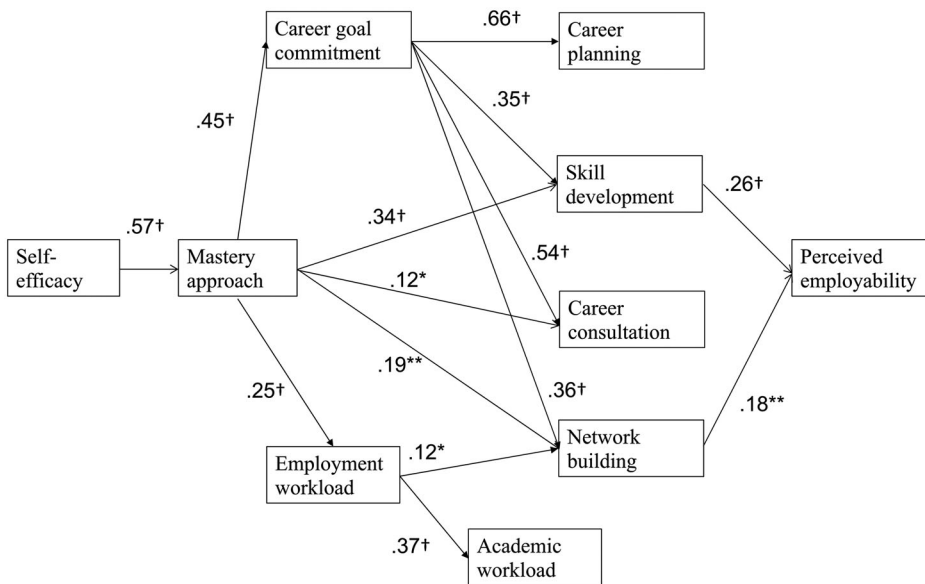 Career goal
commitment
.66†
Career
planning
.45†
.35†
Skill
development
.26†
.34†
.57†
Self-
efficacy
Mastery
approach
.54†
.12*
Perceived
employability
Career
consultation
.19**
.25†
.36†
.18**
.12*
Network
building
Employment
workload
.37†
Academic
workload